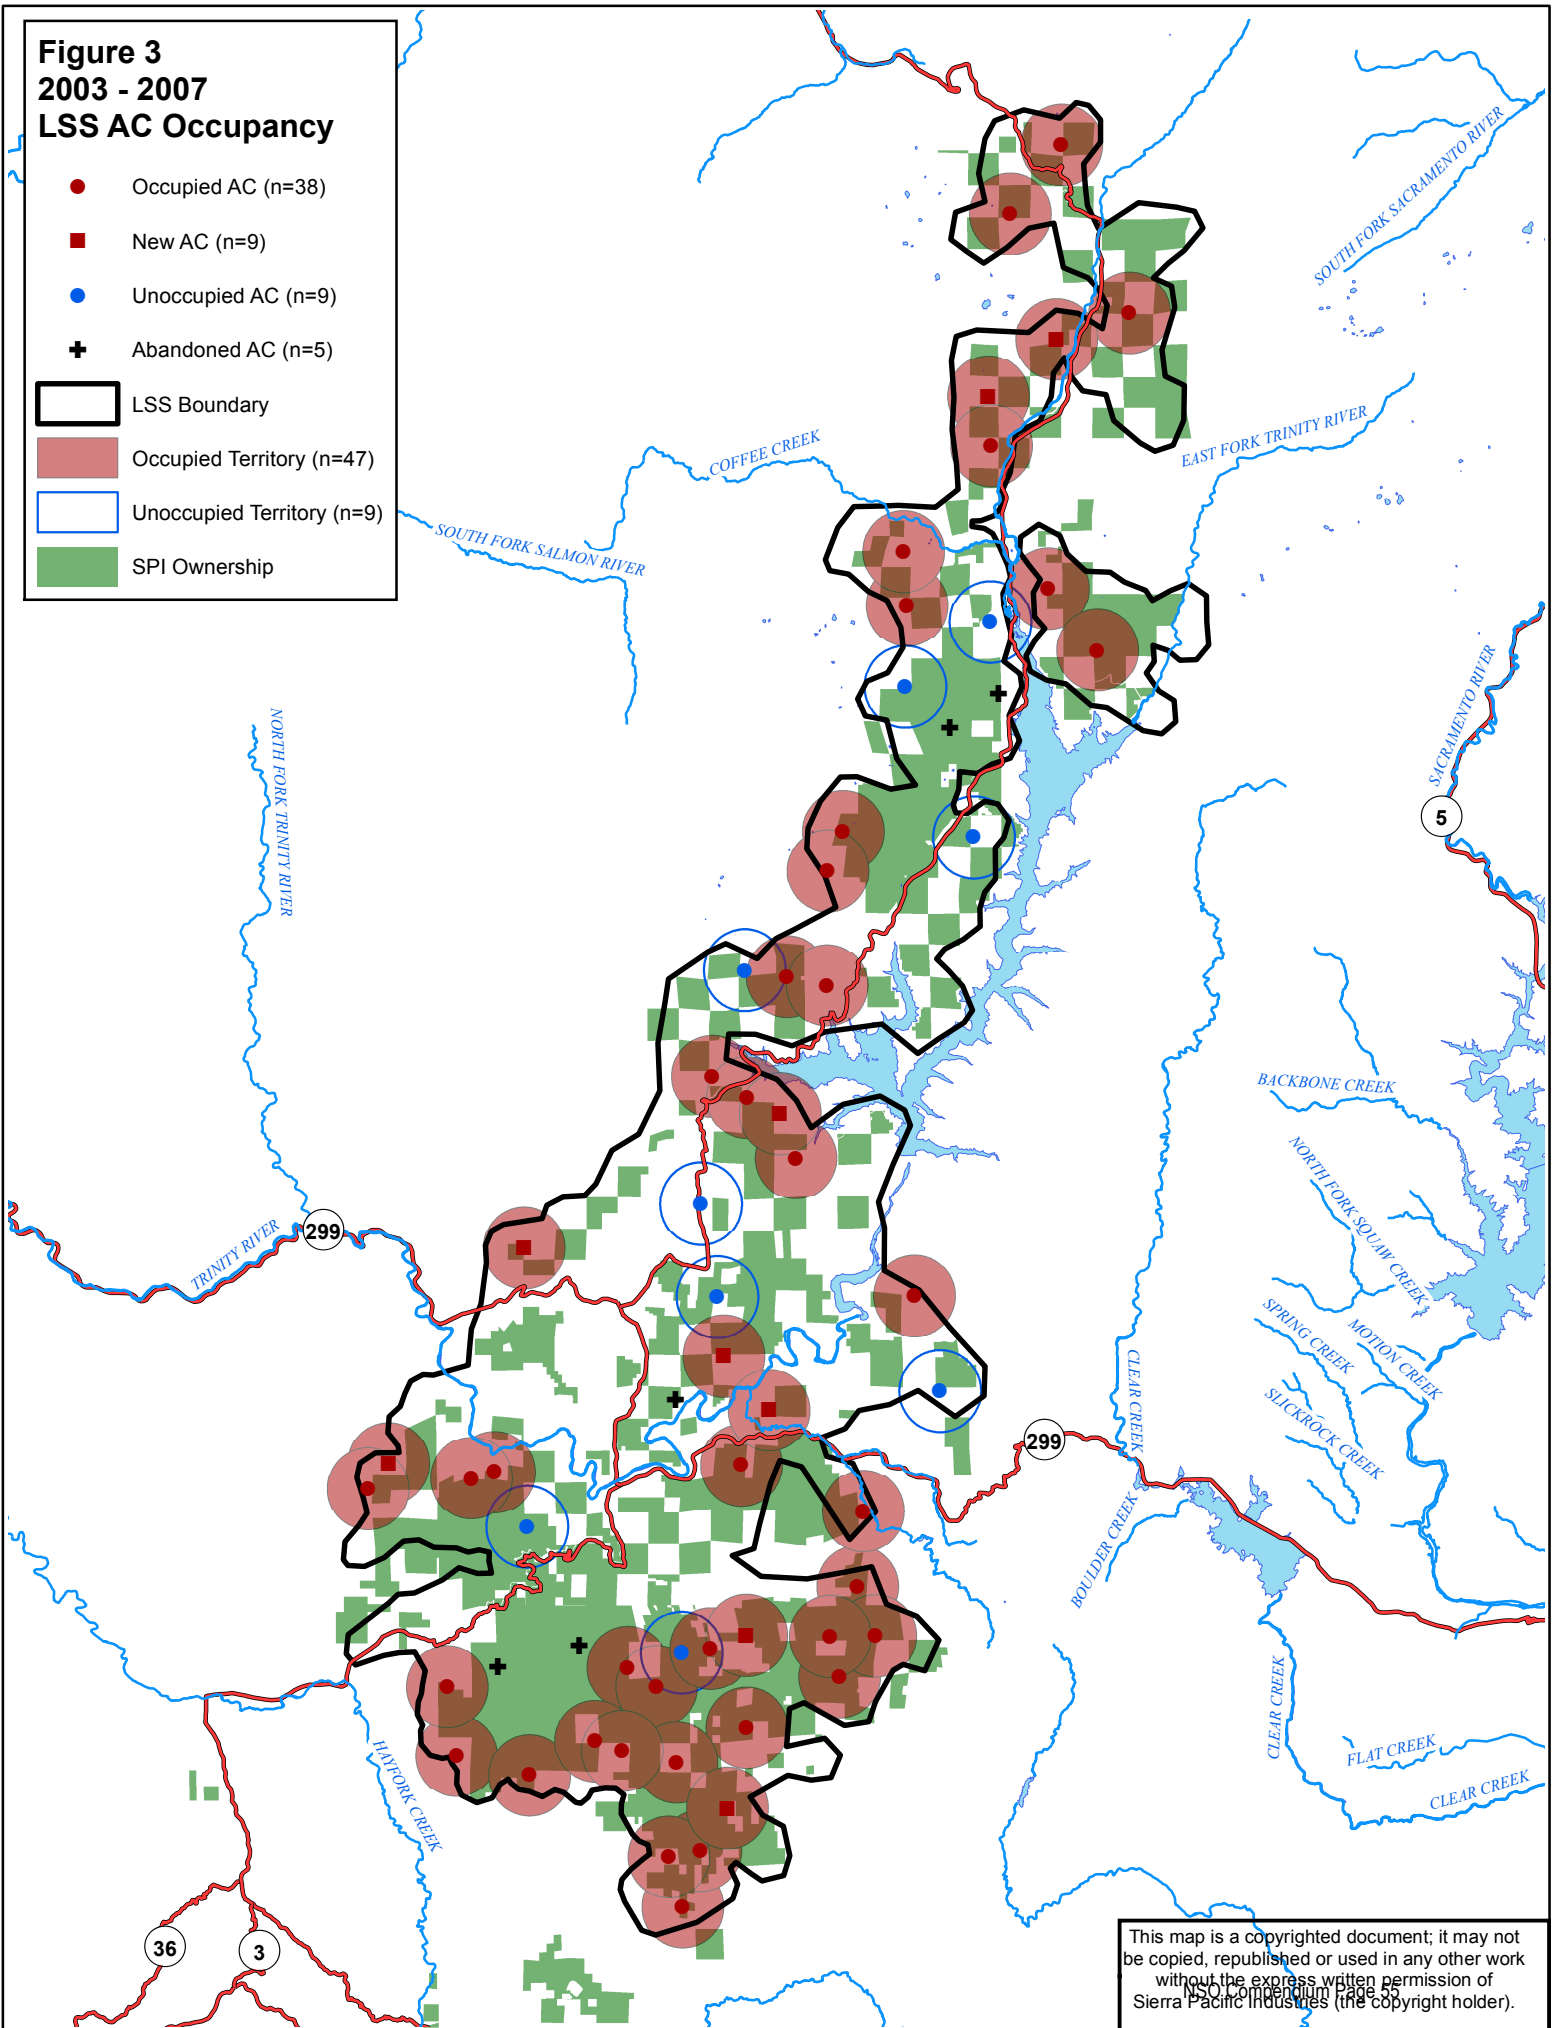 Figure 3
2003 - 2007
LSS AC Occupancy
Occupied AC (n=38)
New AC (n=9)
Unoccupied AC (n=9)
Abandoned AC (n=5)
LSS Boundary
Occupied Territory (n=47)
Unoccupied Territory (n=9)
SPI Ownership
SOUTH FORK SACRAMENTO RIVER
EAST FORK TRINITY RIVER
COFFEE CREEK
SOUTH FORK SALMON RIVER
SACRAMENTO RIVER
5
NORTH FORK TRINITY RIVER
BACKBONE CREEK
NORTH FORK SQUAW CREEK
TRINITY RIVER
299
SPRING CREEK
MOTION CREEK
SLICKROCK CREEK
CLEAR CREEK
299
BOULDER CREEK
CLEAR CREEK
FLAT CREEK
CLEAR CREEK
HAYFORK CREEK
36
3
This map is a copyrighted document; it may not
be copied, republished or used in any other work
without the express written permission of
NSO Compendium Page 55
Sierra Pacific Industries (the copyright holder).